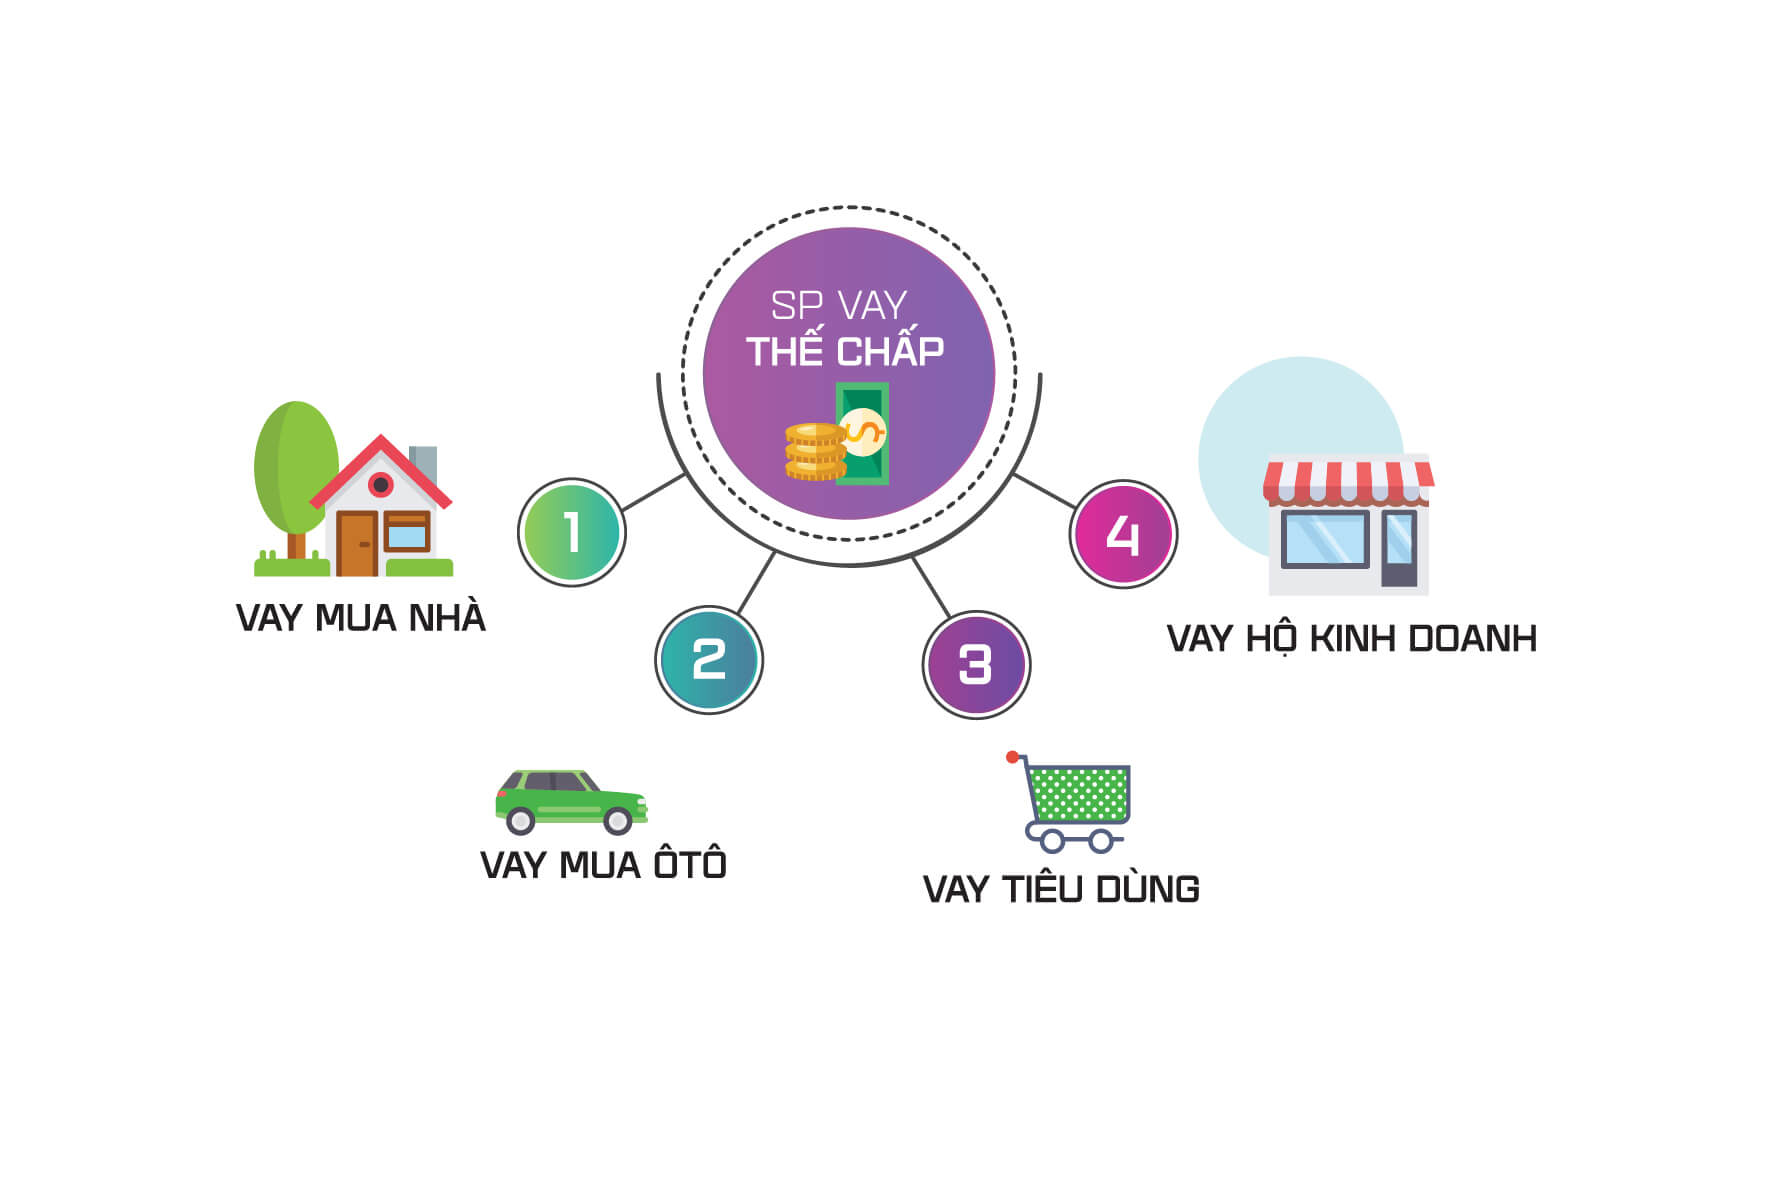 SP VAY
THẾ CHẤP
1
VAY MUA NHÀ
2
VAY MUA ÔTÔ
3
VAY TIÊU DÙNG
4
VAY HỘ KINH DOANH